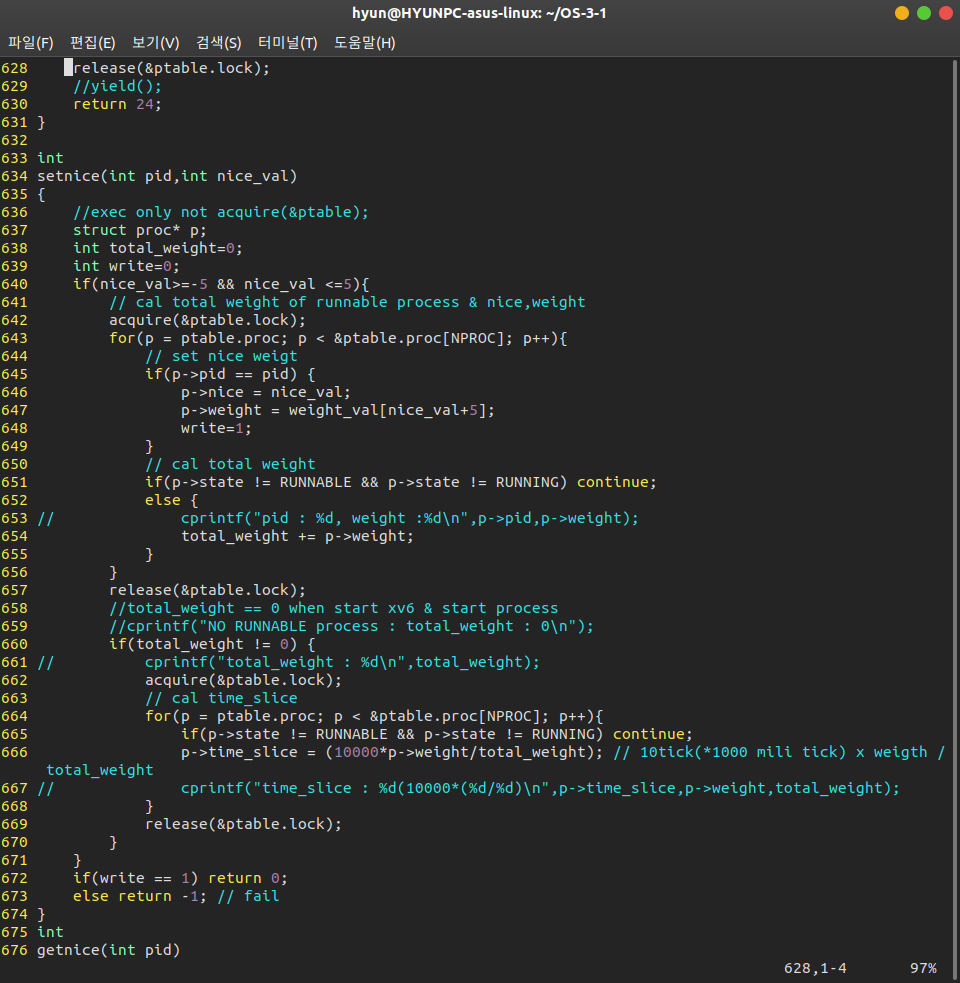 hyun@HYUNPC-asus-linux: ~/OS-3-1
파일(F) 편집(E) 보기(V) 검색(S) 터미널(T) 도움말(H)
628     release(&ptable.lock);
629     //yield();
630     return 24;
631 }
632
633 int
634 setnice(int pid,int nice_val)
635 {
636     //exec only not acquire(&ptable);
637     struct proc* p;
638     int total_weight=0;
639     int write=0;
640     if(nice_val>=-5 && nice_val <=5){
641         // cal total weight of runnable process & nice,weight
642         acquire(&ptable.lock);
643         for(p = ptable.proc; p < &ptable.proc[NPROC]; p++){
644             // set nice weigt
645             if(p->pid == pid) {
646                 p->nice = nice_val;
647                 p->weight = weight_val[nice_val+5];
648                 write=1;
649             }
650             // cal total weight
651             if(p->state != RUNNABLE && p->state != RUNNING) continue;
652             else {
653 //              cprintf("pid : %d, weight :%d\n",p->pid,p->weight);
654                 total_weight += p->weight;
655             }
656         }
657         release(&ptable.lock);
658         //total_weight == 0 when start xv6 & start process
659         //cprintf("NO RUNNABLE process : total_weight : 0\n");
660         if(total_weight != 0) {
661 //          cprintf("total_weight : %d\n",total_weight);
662             acquire(&ptable.lock);
663             // cal time_slice
664             for(p = ptable.proc; p < &ptable.proc[NPROC]; p++){
665                 if(p->state != RUNNABLE && p->state != RUNNING) continue;
666                 p->time_slice = (10000*p->weight/total_weight); // 10tick(*1000 mili tick) x weigth /
     total_weight
667 //              cprintf("time_slice : %d(10000*(%d/%d)\n",p->time_slice,p->weight,total_weight);
668             }
669             release(&ptable.lock);
670         }
671     }
672     if(write == 1) return 0;
673     else return -1; // fail
674 }
675 int
676 getnice(int pid)
628,1-4 97%